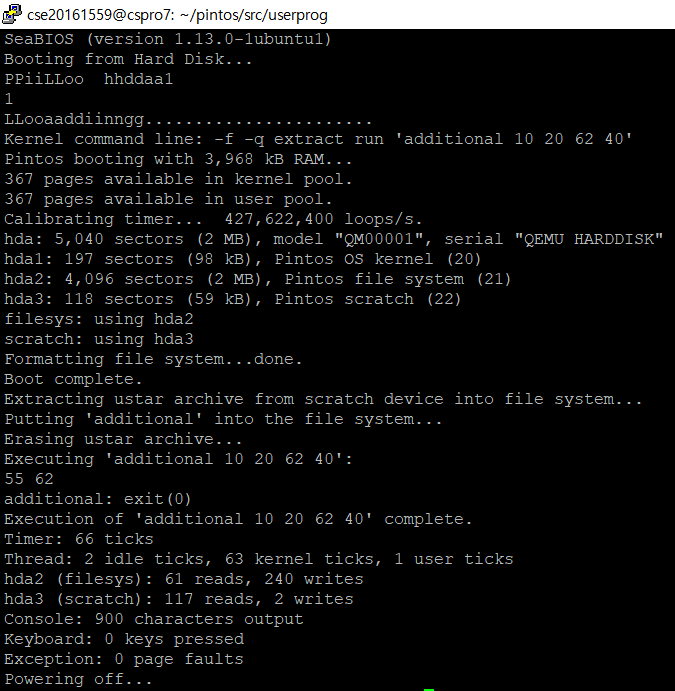 cse20161559@cspro7: ~/pintos/src/userprog
SeaBIOS (version 1.13.0-1ubuntu1)
Booting from Hard Disk...
PPiiLLoo  hhddaa1
1
LLooaaddiinngg.......................
Kernel command line: -f -q extract run 'additional 10 20 62 40'
Pintos booting with 3,968 kB RAM...
367 pages available in kernel pool.
367 pages available in user pool.
Calibrating timer...  427,622,400 loops/s.
hda: 5,040 sectors (2 MB), model "QM00001", serial "QEMU HARDDISK"
hda1: 197 sectors (98 kB), Pintos OS kernel (20)
hda2: 4,096 sectors (2 MB), Pintos file system (21)
hda3: 118 sectors (59 kB), Pintos scratch (22)
filesys: using hda2
scratch: using hda3
Formatting file system...done.
Boot complete.
Extracting ustar archive from scratch device into file system...
Putting 'additional' into the file system...
Erasing ustar archive...
Executing 'additional 10 20 62 40':
55 62
additional: exit(0)
Execution of 'additional 10 20 62 40' complete.
Timer: 66 ticks
Thread: 2 idle ticks, 63 kernel ticks, 1 user ticks
hda2 (filesys): 61 reads, 240 writes
hda3 (scratch): 117 reads, 2 writes
Console: 900 characters output
Keyboard: 0 keys pressed
Exception: 0 page faults
Powering off...